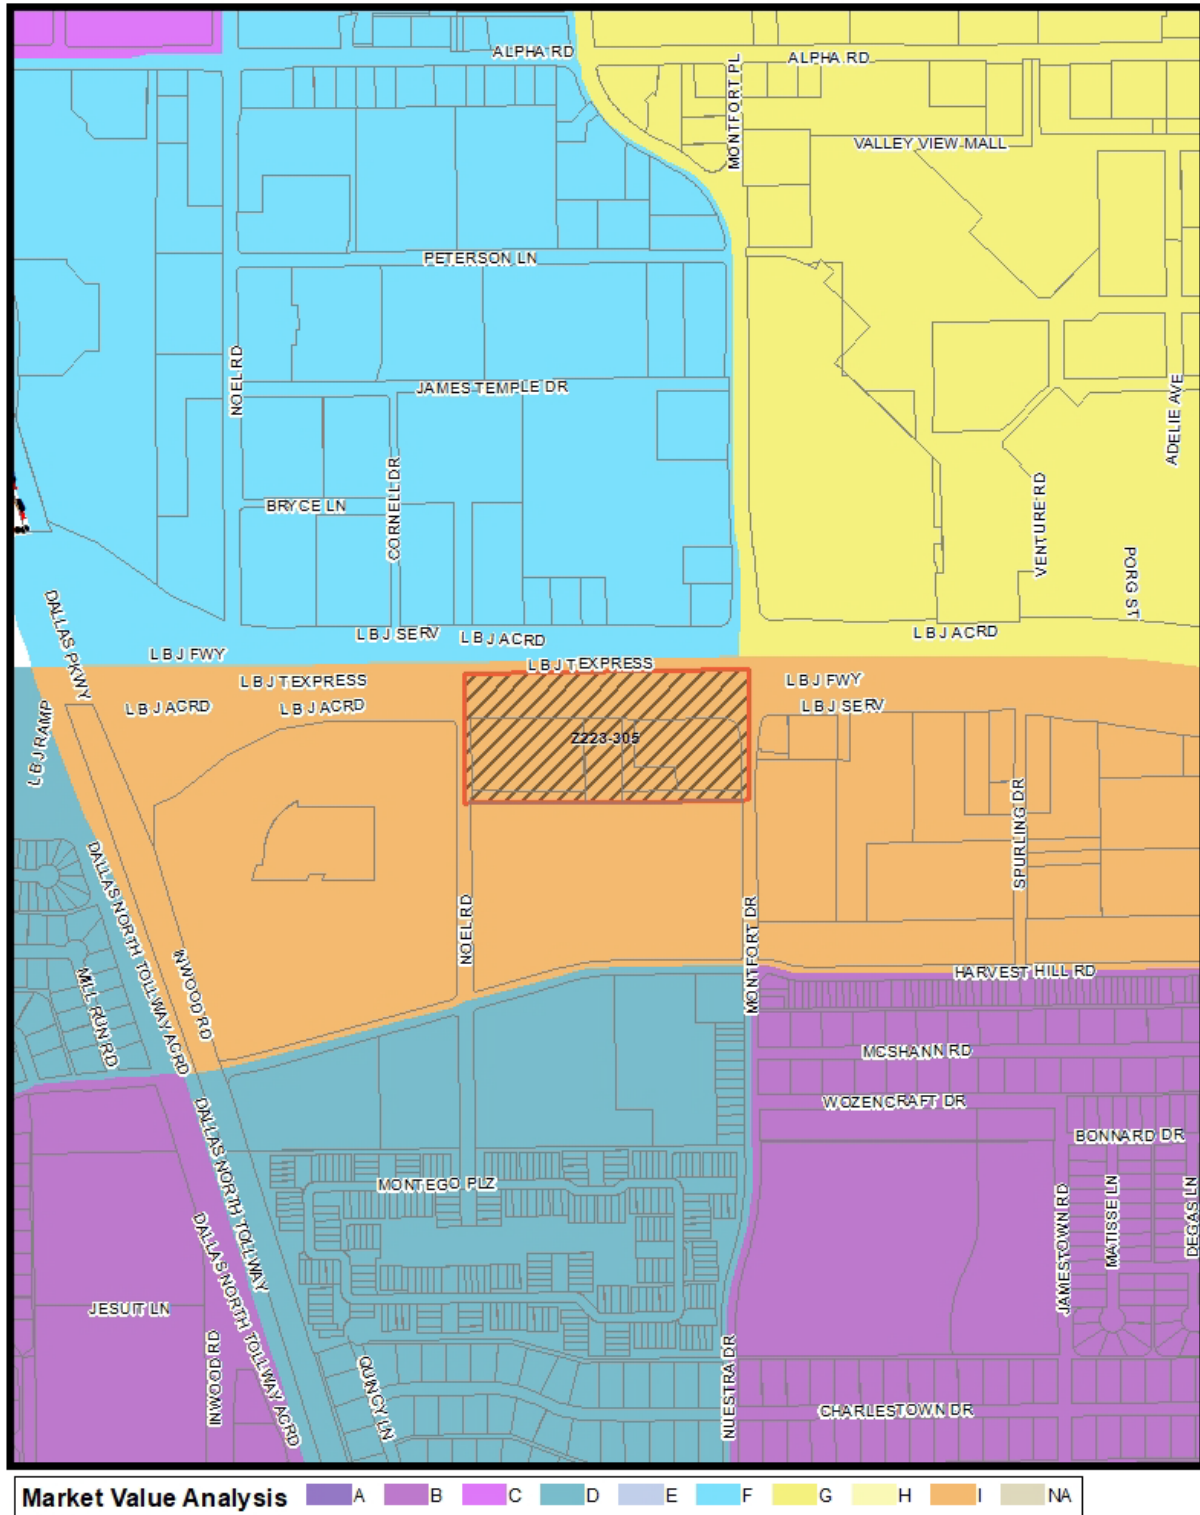 ALPHA RD
ALPHA RD
MONTFORT PL
VALLEY VIEW MALL
PETERSON LN
NOEL RD
JAMES TEMPLE DR
ADELIE AVE
BRYCE LN
CORNELL DR
VENTURE RD
PORG ST
DALLAS PKWY
L B J SERV
L B J ACRD
L B J ACRD
L B J FWY
L B J TEXPRESS
L B J TEXPRESS
L B J FWY
L B J RAMP
L B J ACRD
L B J ACRD
L B J SERV
Z223-305
SPURLING DR
DALLAS NORTH TOLLWAY ACRD
NOEL RD
MONTFORT DR
INWOOD RD
MILL RUN RD
HARVEST HILL RD
MCSHANN RD
WOZENCRAFT DR
BONNARD DR
DALLAS NORTH TOLLWAY
MONTEGO PLZ
JAMESTOWN RD
MATISSE LN
DEGAS LN
DALLAS NORTH TOLLWAY ACRD
JESUIT LN
INWOOD RD
QUINCY LN
NUESTRA DR
CHARLESTOWN DR
Market Value Analysis A B C D E F G H I NA